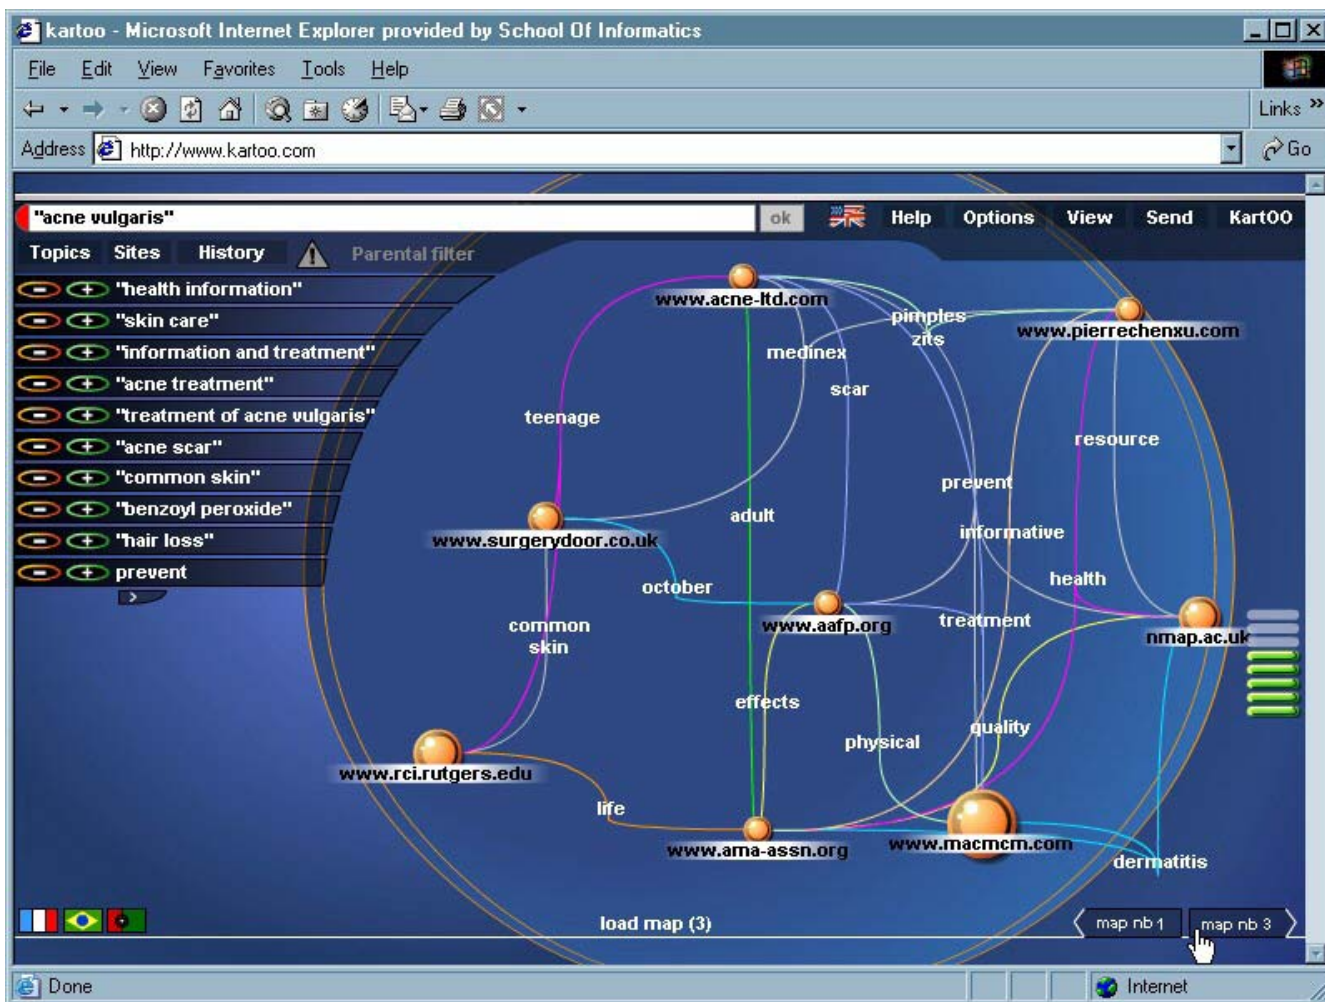 kartoo - Microsoft Internet Explorer provided by School Of Informatics
File Edit View Favorites Tools Help
Links »
Address http://www.kartoo.com Go
"acne vulgaris" ok Help Options View Send KartOO
Topics Sites History Parental filter
"health information"
"skin care"
"information and treatment"
"acne treatment"
"treatment of acne vulgaris"
"acne scar"
"common skin"
"benzoyl peroxide"
"hair loss"
prevent
>
www.acne-ltd.com
pimples
www.pierrechenxu.com
zits
medinex
scar
teenage
resource
prevent
adult
informative
www.surgerydoor.co.uk
health
october
common
skin
www.aafp.org
treatment
nmap.ac.uk
effects
quality
physical
www.rci.rutgers.edu
life
www.ama-assn.org
www.macmcm.com
dermatitis
load map (3)
map nb 1
map nb 3
Done
Internet